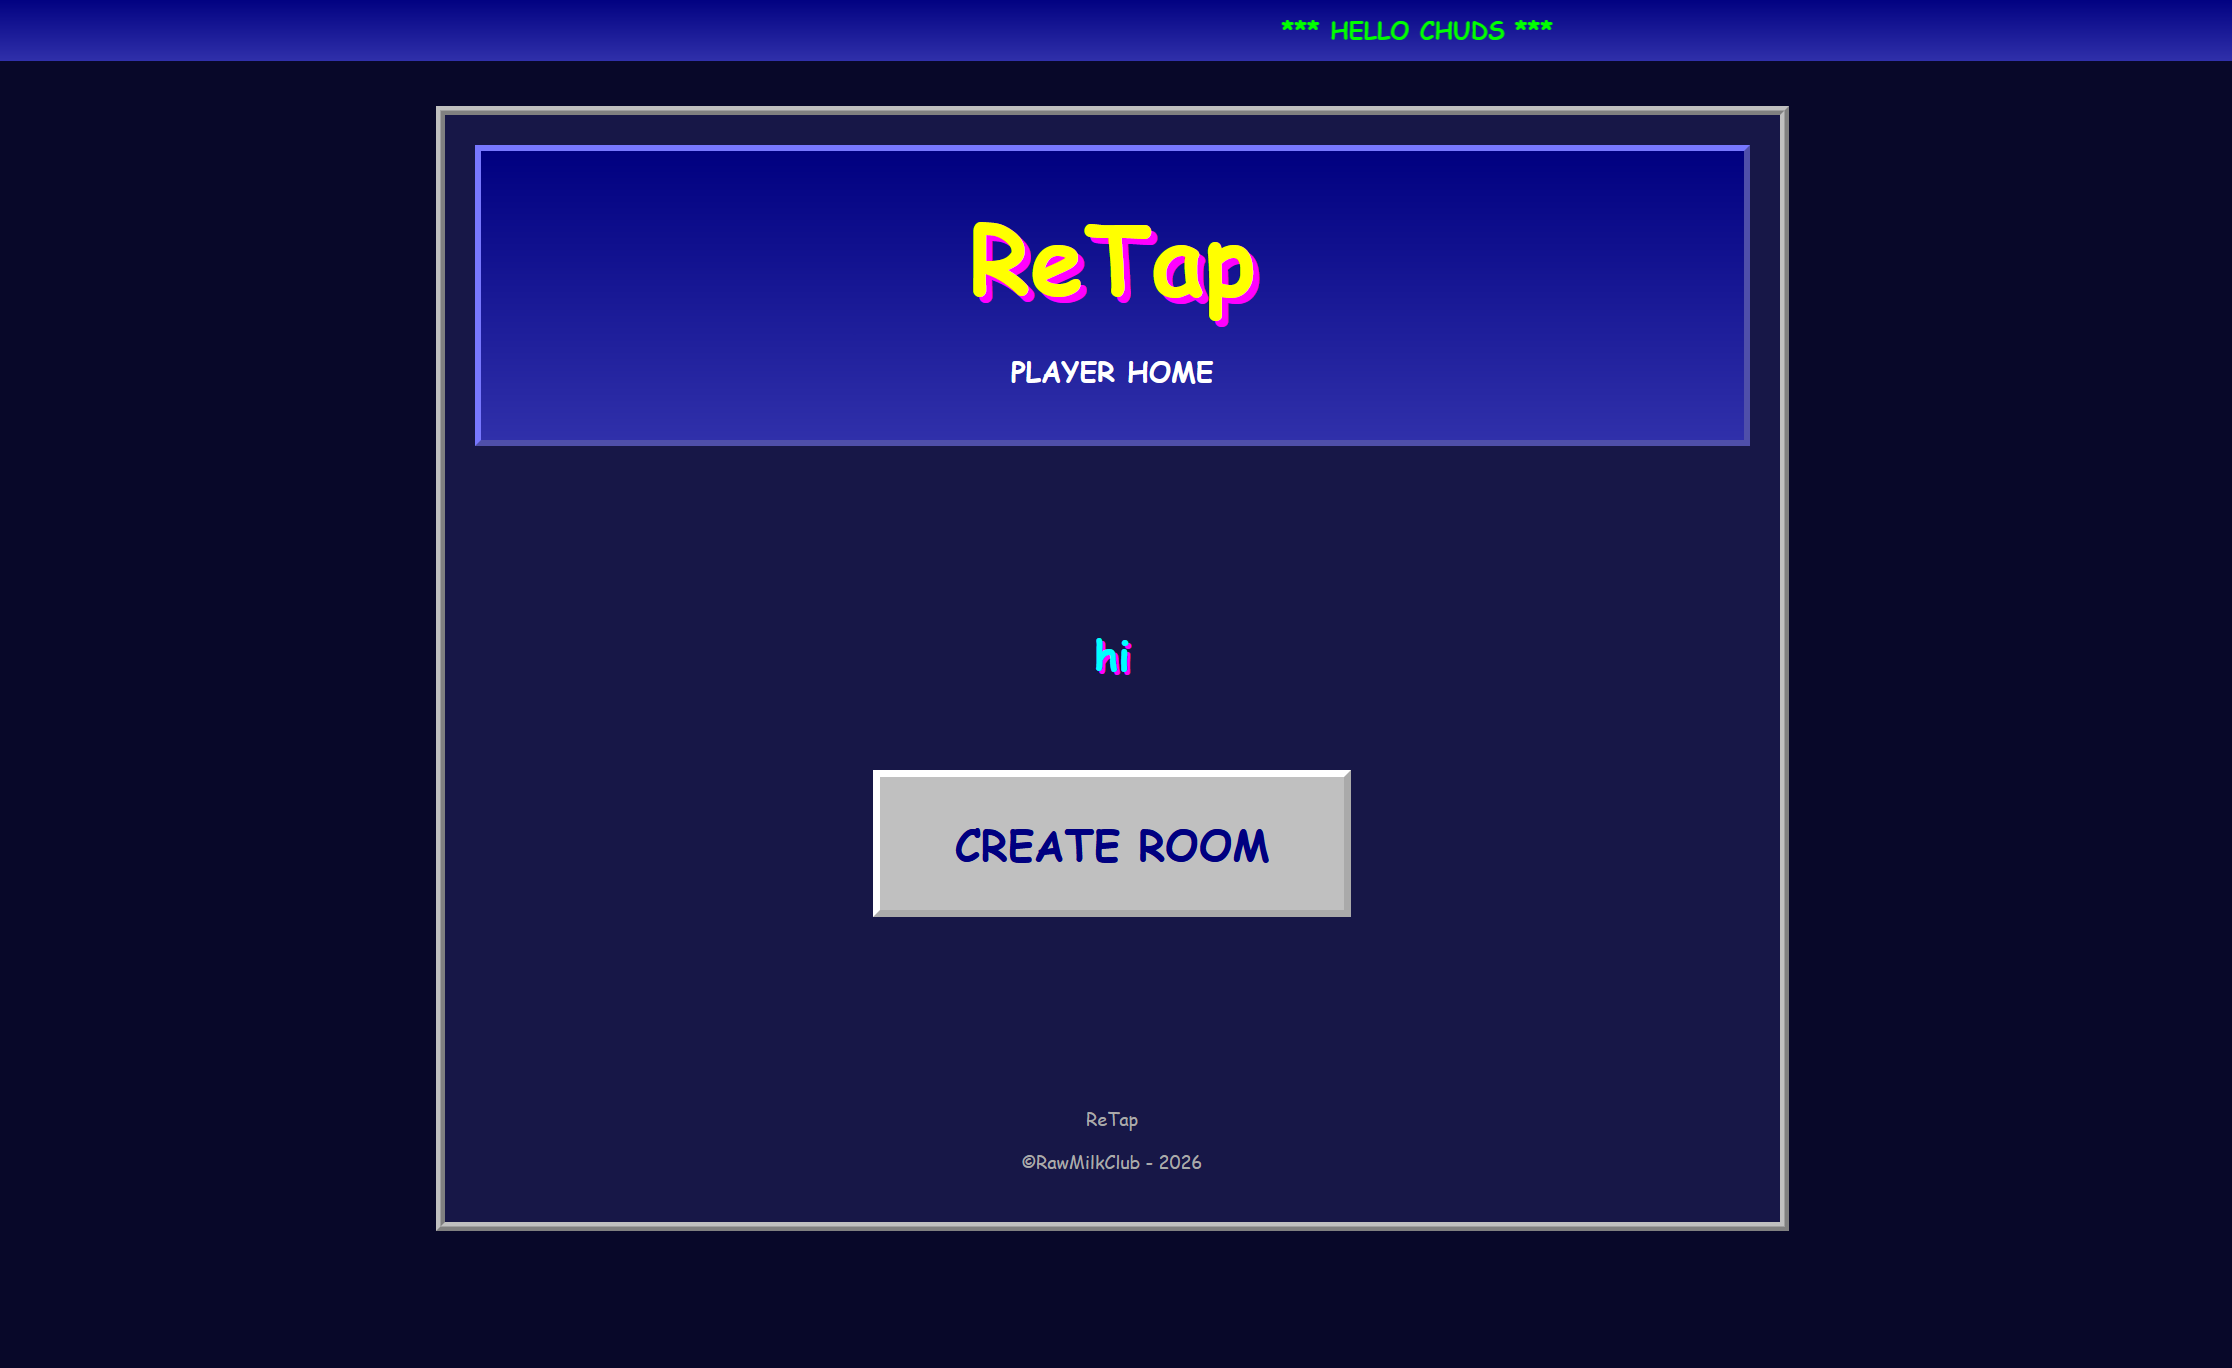 *** HELLO CHUDS ***
ReTap
PLAYER HOME
hi
CREATE ROOM
ReTap
©RawMilkClub - 2026